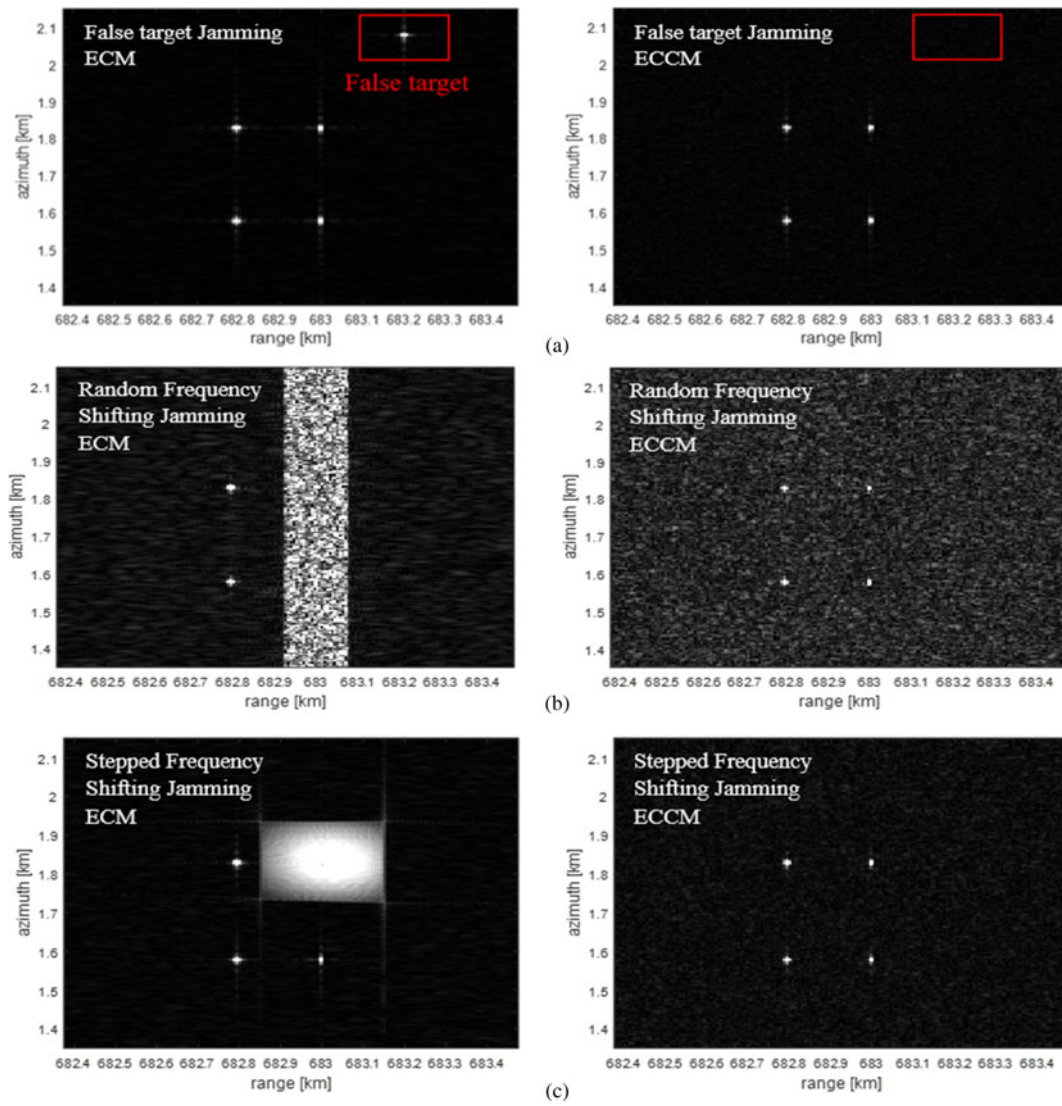 False target Jamming
ECM
False target
2.1
2
1.9
1.8
1.7
1.6
1.5
1.4
azimuth [km]
682.4 682.5 682.6 682.7 682.8 682.9 683 683.1 683.2 683.3 683.4
range [km]
False target Jamming
ECCM
2.1
2
1.9
1.8
1.7
1.6
1.5
1.4
azimuth [km]
682.4 682.5 682.6 682.7 682.8 682.9 683 683.1 683.2 683.3 683.4
range [km]
(a)
Random Frequency
Shifting Jamming
ECM
2.1
2
1.9
1.8
1.7
1.6
1.5
1.4
azimuth [km]
682.4 682.5 682.6 682.7 682.8 682.9 683 683.1 683.2 683.3 683.4
range [km]
Random Frequency
Shifting Jamming
ECCM
2.1
2
1.9
1.8
1.7
1.6
1.5
1.4
azimuth [km]
682.4 682.5 682.6 682.7 682.8 682.9 683 683.1 683.2 683.3 683.4
range [km]
(b)
Stepped Frequency
Shifting Jamming
ECM
2.1
2
1.9
1.8
1.7
1.6
1.5
1.4
azimuth [km]
682.4 682.5 682.6 682.7 682.8 682.9 683 683.1 683.2 683.3 683.4
range [km]
Stepped Frequency
Shifting Jamming
ECCM
2.1
2
1.9
1.8
1.7
1.6
1.5
1.4
azimuth [km]
682.4 682.5 682.6 682.7 682.8 682.9 683 683.1 683.2 683.3 683.4
range [km]
(c)